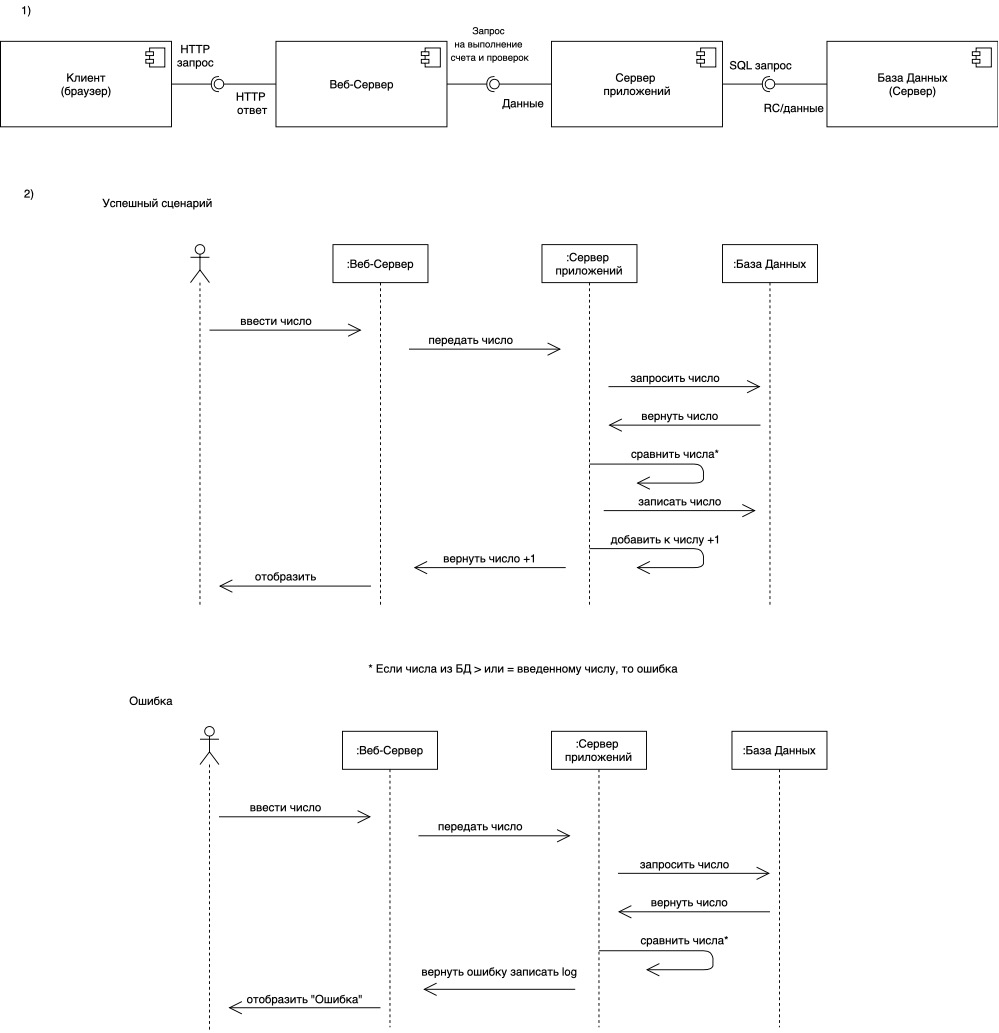 1)
Клиент
(браузер)
HTTP
запрос
HTTP
ответ
Веб-Сервер
Запрос
на выполнение
счета и проверок
Данные
Сервер
приложений
SQL запрос
RC/данные
База Данных
(Сервер)
2)
Успешный сценарий
:Веб-Сервер
:Сервер
приложений
:База Данных
ввести число
передать число
запросить число
вернуть число
сравнить числа*
записать число
добавить к числу +1
вернуть число +1
отобразить
* Если числа из БД > или = введенному числу, то ошибка
Ошибка
:Веб-Сервер
:Сервер
приложений
:База Данных
ввести число
передать число
запросить число
вернуть число
сравнить числа*
вернуть ошибку записать log
отобразить "Ошибка"